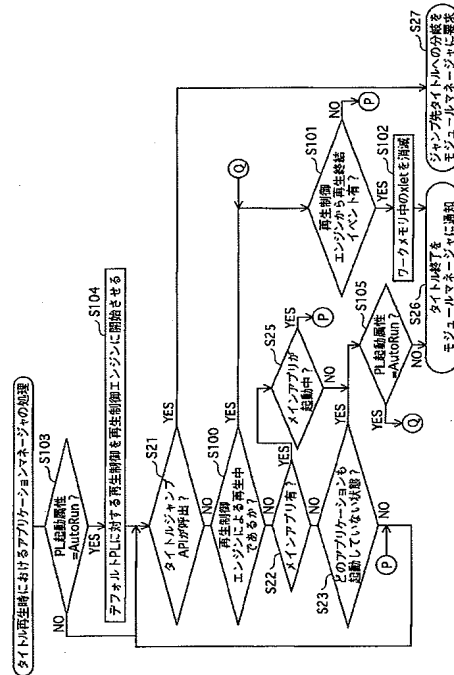 タイトル再生時におけるアプリケーションマネージャの処理
S103
PL起動属性
=AutoRun?
NO
YES
S104
デフォルトPLに対する再生制御を再生制御エンジンに開始させる
S21
タイトルジャンプ
APIが呼出?
YES
NO
S100
再生制御
エンジンによる再生中
であるか?
YES
NO
S22
メインアプリ有?
YES
NO
S25
メインアプリが
起動中?
YES
P
NO
S23
どのアプリケーションも
起動していない状態?
YES
NO
P
S105
PL起動属性
=AutoRun?
YES
Q
NO
Q
S101
再生制御
エンジンから再生終結
イベント有?
NO
P
YES
S102
ワークメモリ中のxletを消滅
S26
タイトル終了を
モジュールマネージャに通知
S27
ジャンプ先タイトルへの分岐を
モジュールマネージャに要求